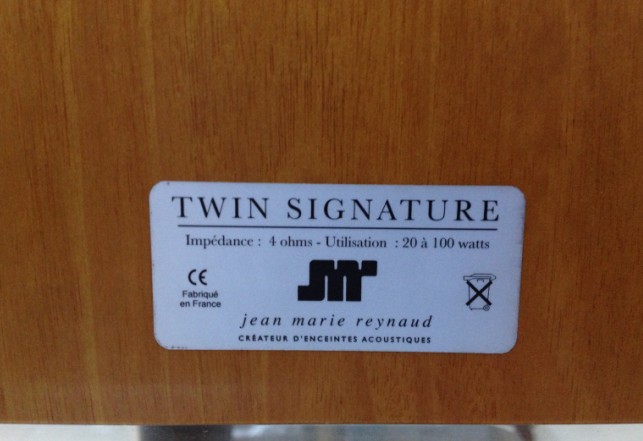 TWIN SIGNATURE
Impédance : 4 ohms - Utilisation : 20 à 100 watts
CE
Fabriqué
en France
JMR
jean marie reynaud
CRÉATEUR D'ENCEINTES ACOUSTIQUES